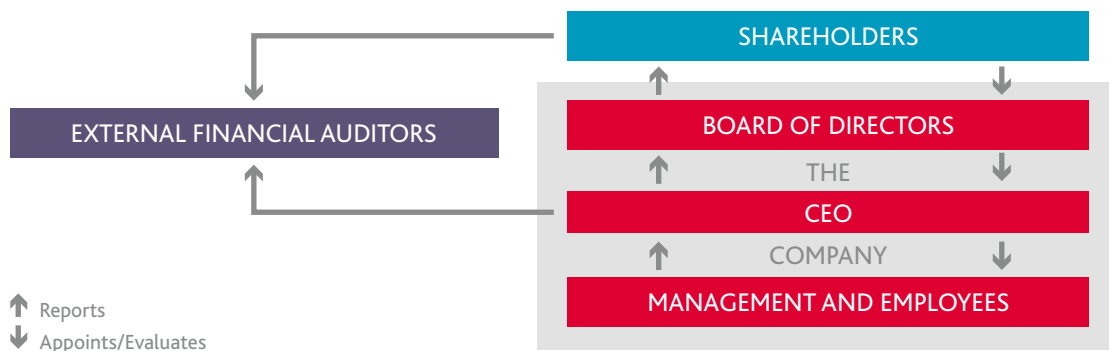 SHAREHOLDERS
EXTERNAL FINANCIAL AUDITORS
BOARD OF DIRECTORS
THE
CEO
COMPANY
MANAGEMENT AND EMPLOYEES
Reports
Appoints/Evaluates